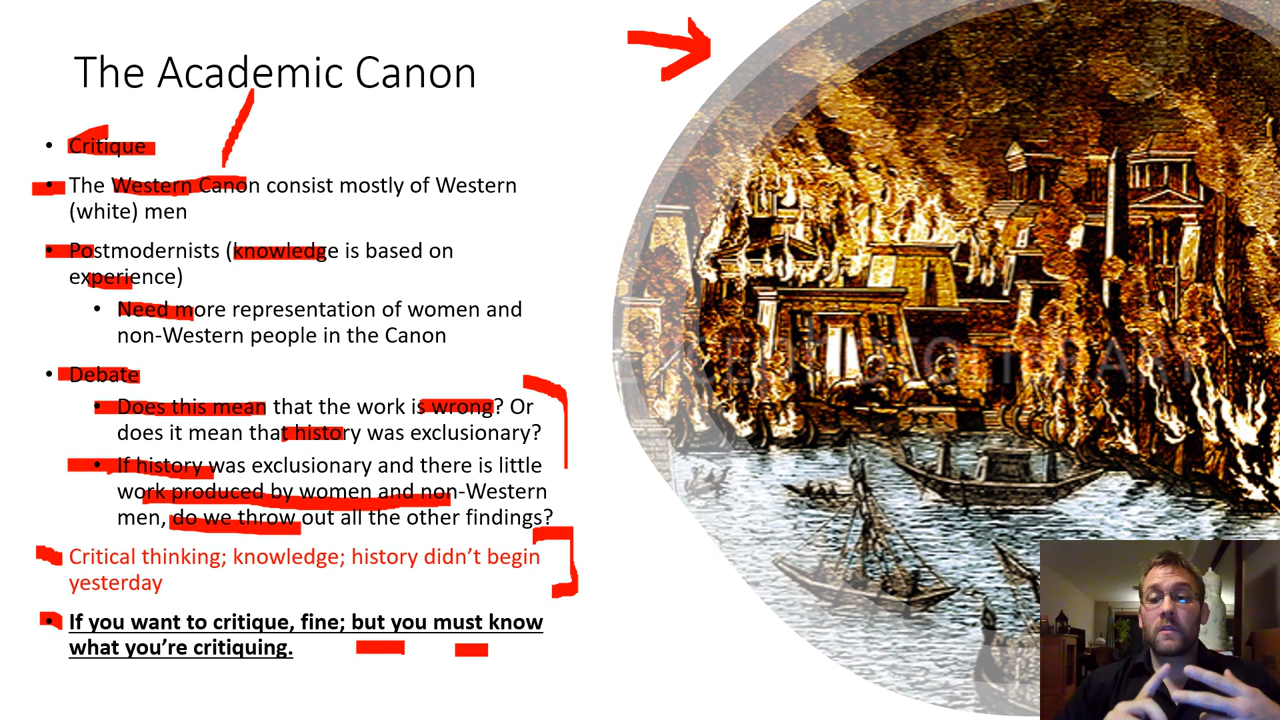 The Academic Canon
• Critique
• The Western Canon consist mostly of Western
(white) men
• Postmodernists (knowledge is based on
experience)
• Need more representation of women and
non-Western people in the Canon
• Debate
• Does this mean that the work is wrong? Or
does it mean that history was exclusionary?
• If history was exclusionary and there is little
work produced by women and non-Western
men, do we throw out all the other findings?
Critical thinking; knowledge; history didn't begin
yesterday
• If you want to critique, fine; but you must know
what you're critiquing.